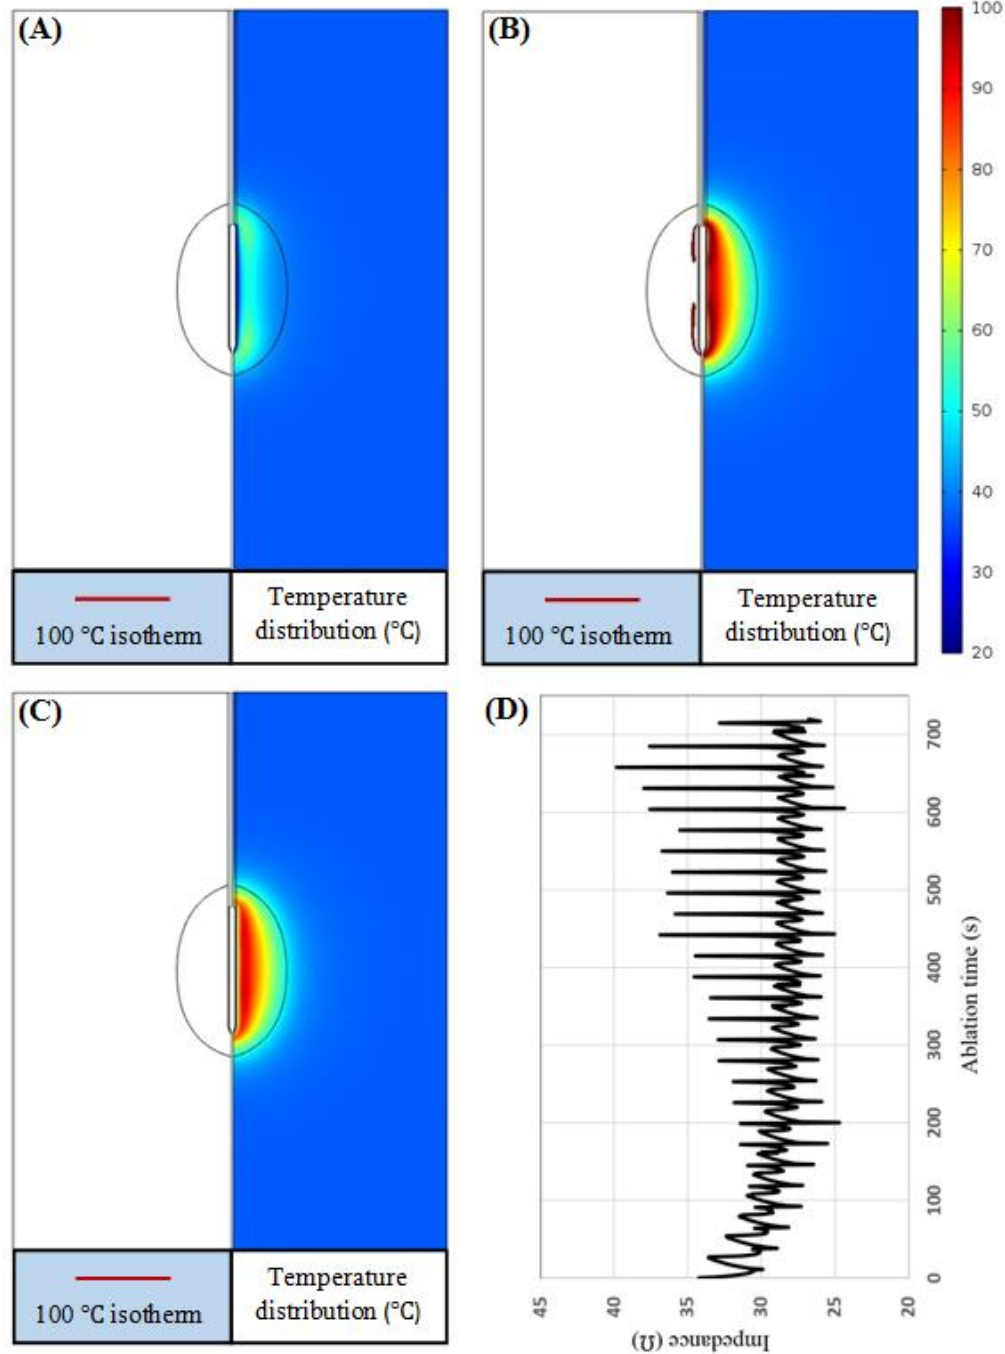 (A)
(B)
100
90
80
70
60
50
40
30
20
100 °C isotherm
Temperature
distribution (°C)
100 °C isotherm
Temperature
distribution (°C)
(C)
100 °C isotherm
Temperature
distribution (°C)
(D)
700
600
500
400
300
200
100
0
Ablation time (s)
45
40
35
30
25
20
Impedance (Ω)